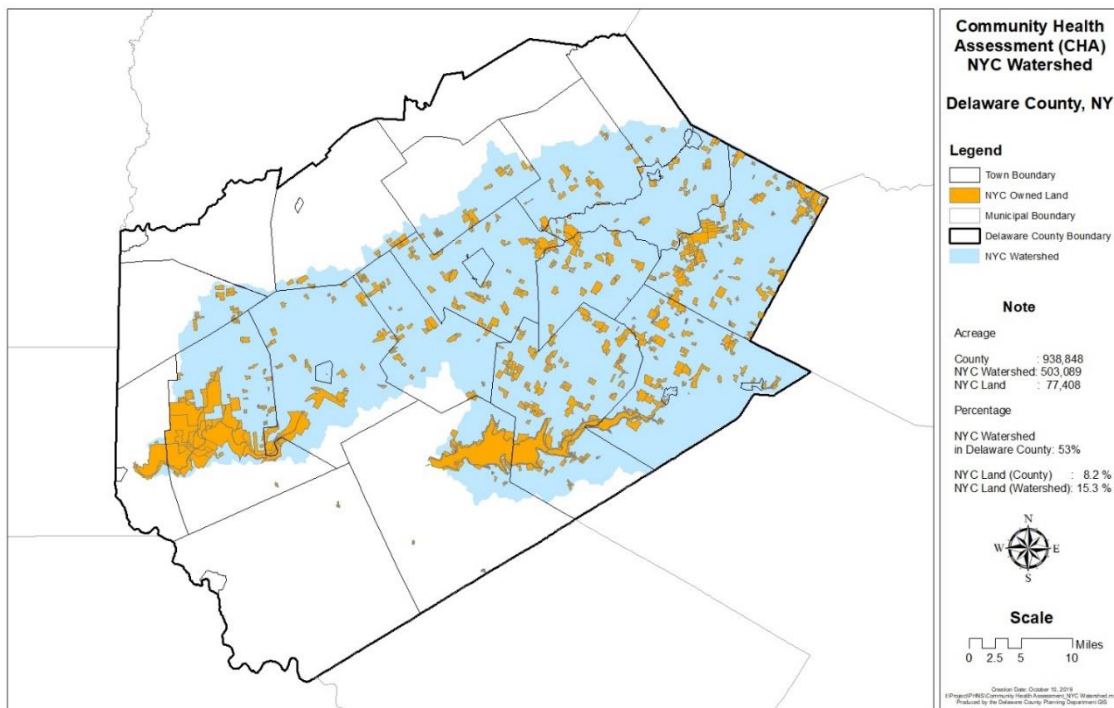 Community Health
Assessment (CHA)
NYC Watershed
Delaware County, NY
Legend
Town Boundary
NYC Owned Land
Municipal Boundary
Delaware County Boundary
NYC Watershed
Note
Acreage
County : 938,848
NYC Watershed: 503,089
NYC Land : 77,408
Percentage
NYC Watershed
in Delaware County: 53%
NYC Land (County) : 8.2 %
NYC Land (Watershed): 15.3 %
N
W E
S
Scale
Miles
0 2.5 5 10
Creation Date: October 10, 2019
Produced by the Delaware County Planning Department GIS